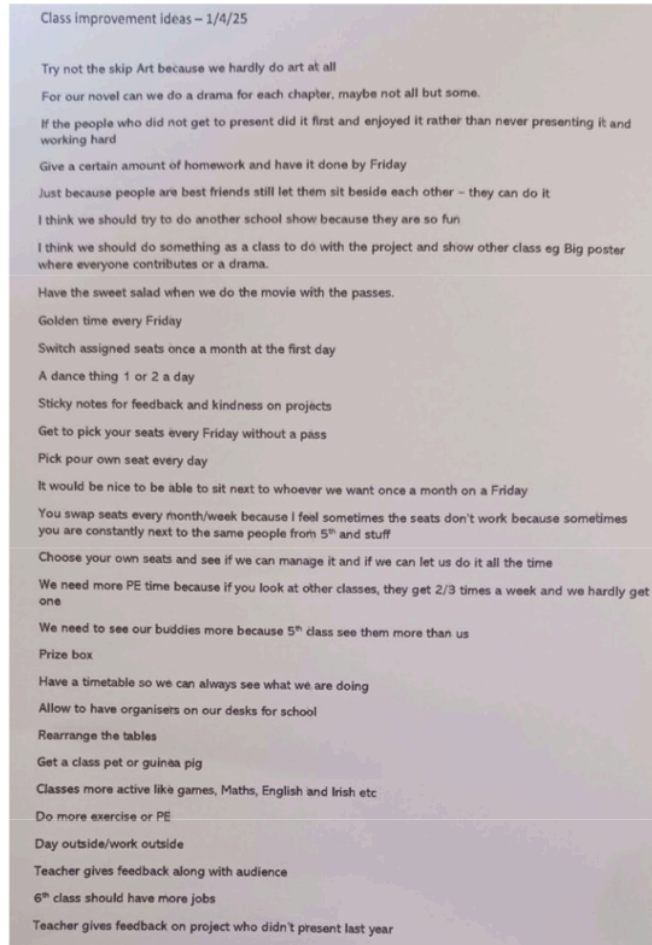 Class improvement ideas – 1/4/25
Try not the skip Art because we hardly do art at all
For our novel can we do a drama for each chapter, maybe not all but some.
If the people who did not get to present did it first and enjoyed it rather than never presenting it and
working hard
Give a certain amount of homework and have it done by Friday
Just because people are best friends still let them sit beside each other – they can do it
I think we should try to do another school show because they are so fun
I think we should do something as a class to do with the project and show other class eg Big poster
where everyone contributes or a drama.
Have the sweet salad when we do the movie with the passes.
Golden time every Friday
Switch assigned seats once a month at the first day
A dance thing 1 or 2 a day
Sticky notes for feedback and kindness on projects
Get to pick your seats every Friday without a pass
Pick pour own seat every day
It would be nice to be able to sit next to whoever we want once a month on a Friday
You swap seats every month/week because I feel sometimes the seats don't work because sometimes
you are constantly next to the same people from 5th and stuff
Choose your own seats and see if we can manage it and if we can let us do it all the time
We need more PE time because if you look at other classes, they get 2/3 times a week and we hardly get
one
We need to see our buddies more because 5th class see them more than us
Prize box
Have a timetable so we can always see what we are doing
Allow to have organisers on our desks for school
Rearrange the tables
Get a class pet or guinea pig
Classes more active like games, Maths, English and Irish etc
Do more exercise or PE
Day outside/work outside
Teacher gives feedback along with audience
6th class should have more jobs
Teacher gives feedback on project who didn't present last year